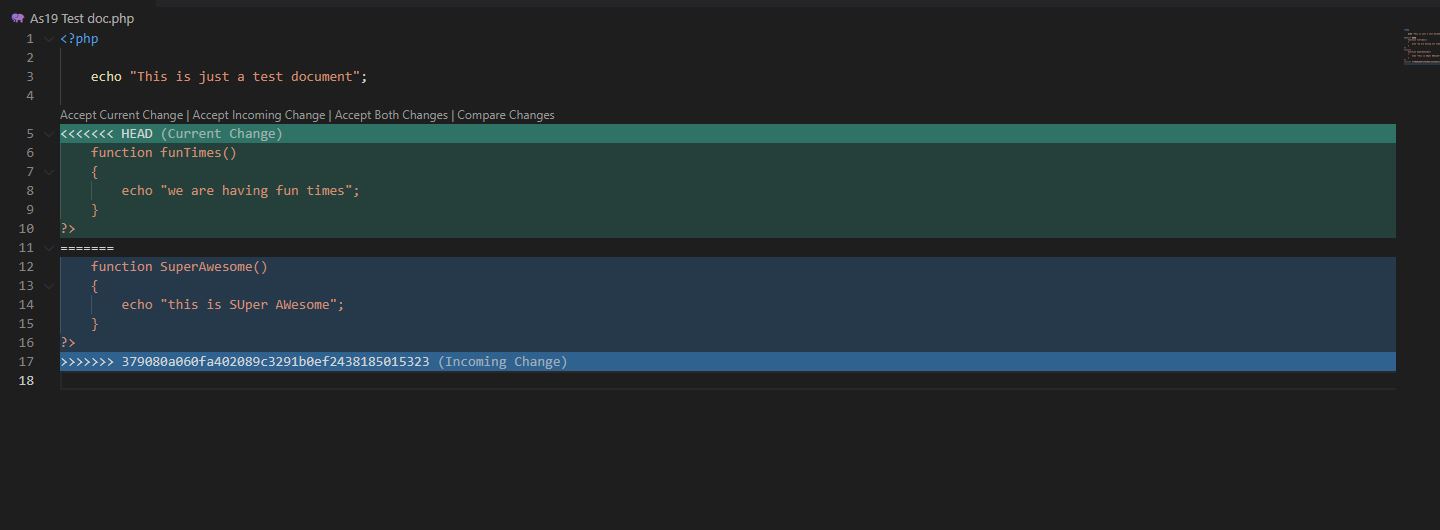 As19 Test doc.php
1 <?php
2
3 echo "This is just a test document";
4
Accept Current Change | Accept Incoming Change | Accept Both Changes | Compare Changes
5 <<<<<<< HEAD (Current Change)
6 function funTimes()
7 {
8 echo "we are having fun times";
9 }
10 ?>
11 =======
12 function SuperAwesome()
13 {
14 echo "this is SUper AWesome";
15 }
16 ?>
17 >>>>>>> 379080a060fa402089c3291b0ef2438185015323 (Incoming Change)
18